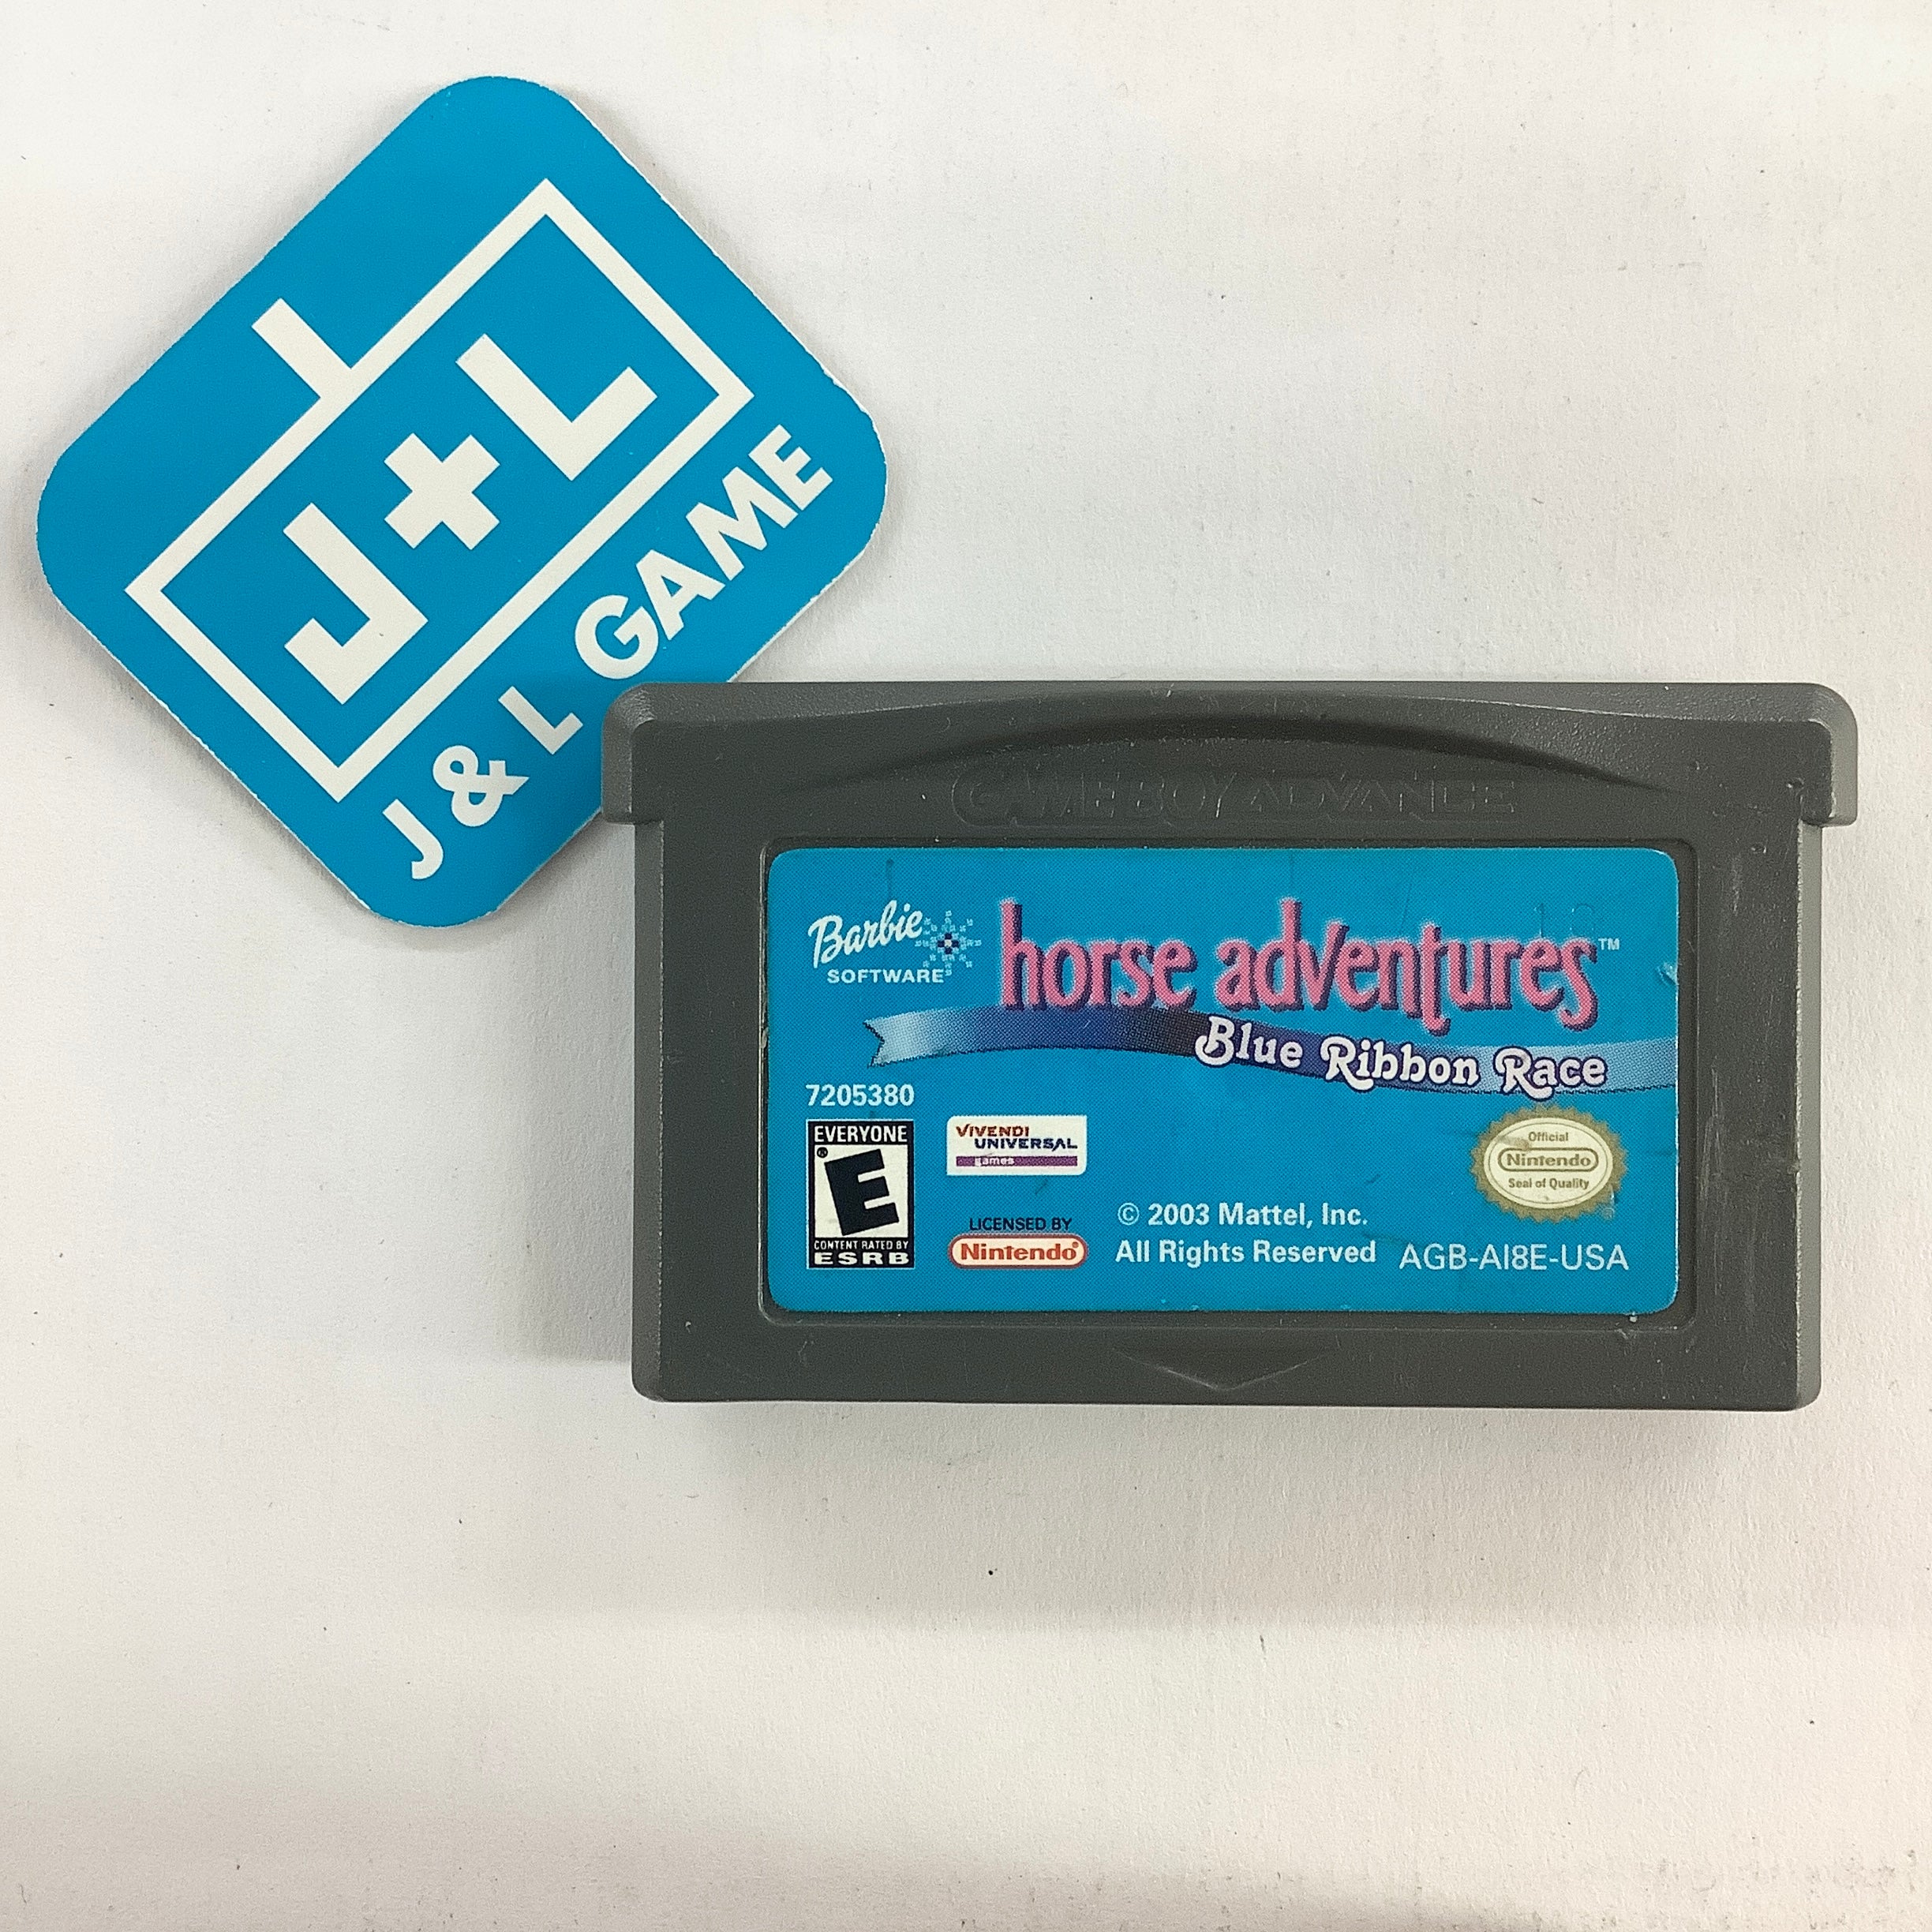 J+L
J & L GAME
GAME BOY ADVANCE
Barbie
SOFTWARE
horse adventures™
Blue Ribbon Race
7205380
EVERYONE
E®
CONTENT RATED BY
ESRB
VIVENDI
UNIVERSAL
games
LICENSED BY
Nintendo®
© 2003 Mattel, Inc.
All Rights Reserved
AGB-AI8E-USA
Official
Nintendo
Seal of Quality
®